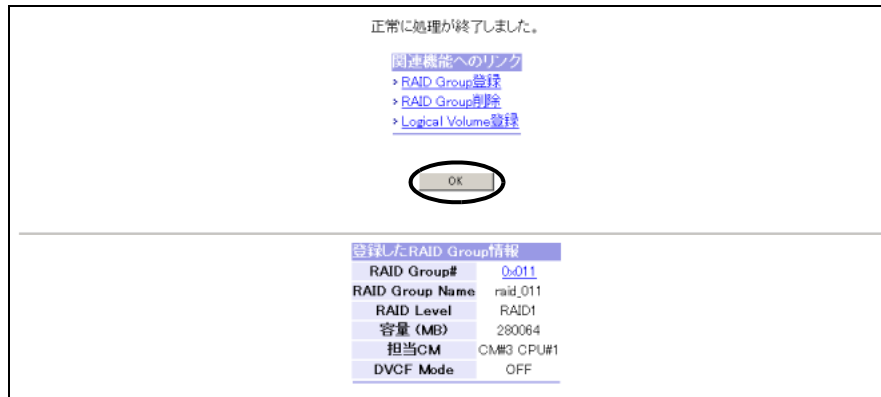 正常に処理が終了しました。
関連機能へのリンク
> RAID Group登録
> RAID Group削除
> Logical Volume登録
OK
登録したRAID Group情報
RAID Group# 0x011
RAID Group Name raid_011
RAID Level RAID1
容量 (MB) 280064
担当CM CM#3 CPU#1
DVCF Mode OFF